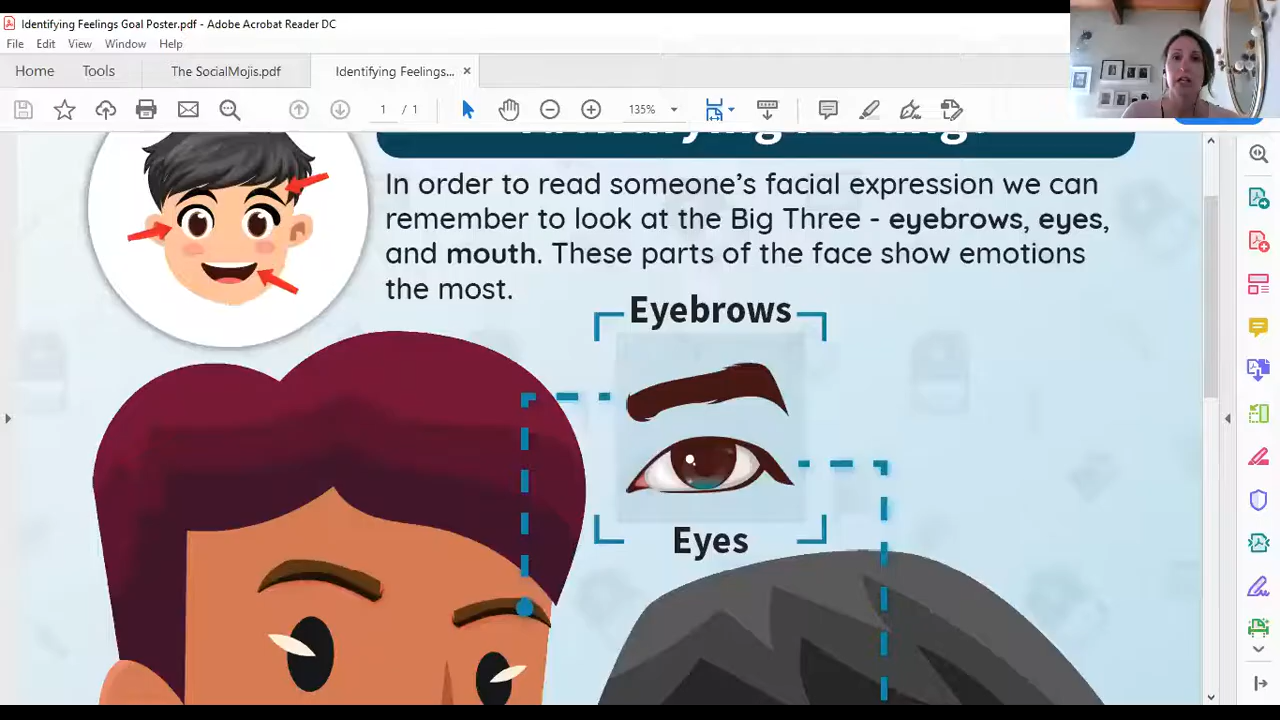 Identifying Feelings Goal Poster.pdf - Adobe Acrobat Reader DC
File Edit View Window Help
Home Tools The SocialMojis.pdf Identifying Feelings... ×
1 / 1 135%
In order to read someone's facial expression we can
remember to look at the Big Three - eyebrows, eyes,
and mouth. These parts of the face show emotions
the most.
Eyebrows
Eyes